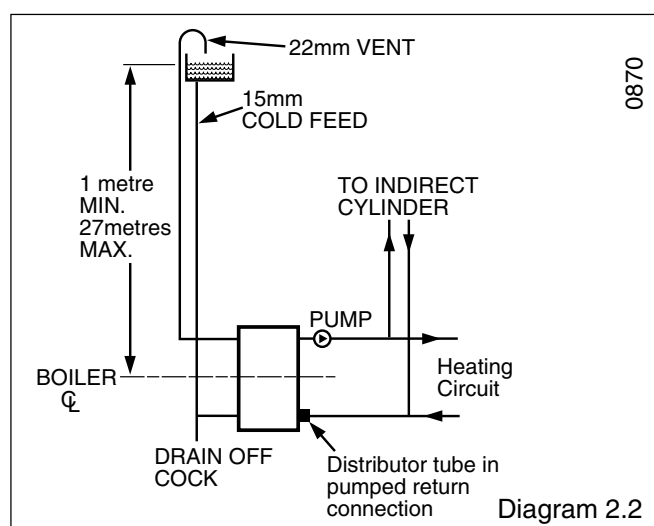 22mm VENT
0870
15mm
COLD FEED
1 metre
MIN.
27metres
MAX.
TO INDIRECT
CYLINDER
PUMP
BOILER
℄
Heating
Circuit
DRAIN OFF
COCK
Distributor tube in
pumped return
connection
Diagram 2.2